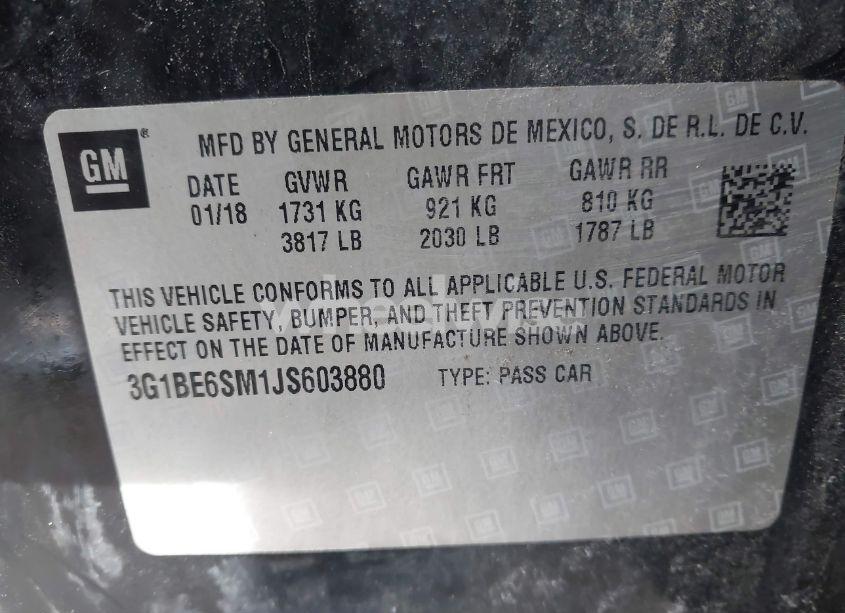 GM ®
MFD BY GENERAL MOTORS DE MEXICO, S. DE R.L. DE C.V.
DATE GVWR GAWR FRT GAWR RR
01/18 1731 KG 921 KG 810 KG
3817 LB 2030 LB 1787 LB
THIS VEHICLE CONFORMS TO ALL APPLICABLE U.S. FEDERAL MOTOR
VEHICLE SAFETY, BUMPER, AND THEFT PREVENTION STANDARDS IN
EFFECT ON THE DATE OF MANUFACTURE SHOWN ABOVE.
3G1BE6SM1JS603880 TYPE: PASS CAR